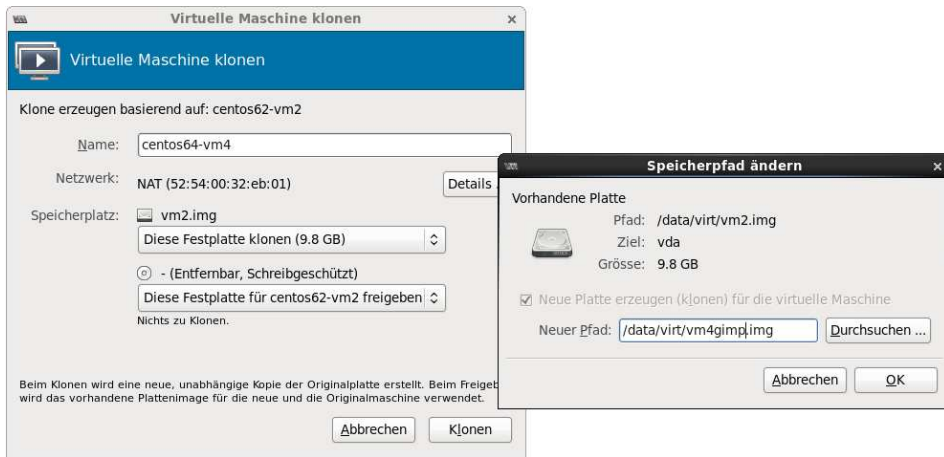 Virtuelle Maschine klonen
Virtuelle Maschine klonen
Klone erzeugen basierend auf: centos62-vm2
Name: centos64-vm4
Netzwerk: NAT (52:54:00:32:eb:01) Details
Speicherplatz: vm2.img
Diese Festplatte klonen (9.8 GB)
- (Entfernbar, Schreibgeschützt)
Diese Festplatte für centos62-vm2 freigeben
Nichts zu Klonen.
Beim Klonen wird eine neue, unabhängige Kopie der Originalplatte erstellt. Beim Freigeb
wird das vorhandene Plattenimage für die neue und die Originalmaschine verwendet.
Abbrechen Klonen
Speicherpfad ändern
Vorhandene Platte
Pfad: /data/virt/vm2.img
Ziel: vda
Grösse: 9.8 GB
Neue Platte erzeugen (klonen) für die virtuelle Maschine
Neuer Pfad: /data/virt/vm4gimp.img Durchsuchen ...
Abbrechen OK